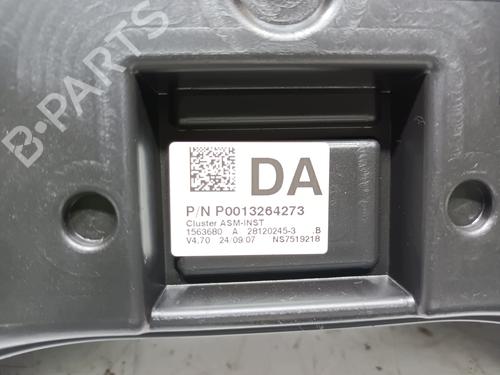 B-PARTS
DA
P/N P0013264273
Cluster ASM-INST
1563680 A 28120245-3 .B
V4.70 24/09/07 NS7519218